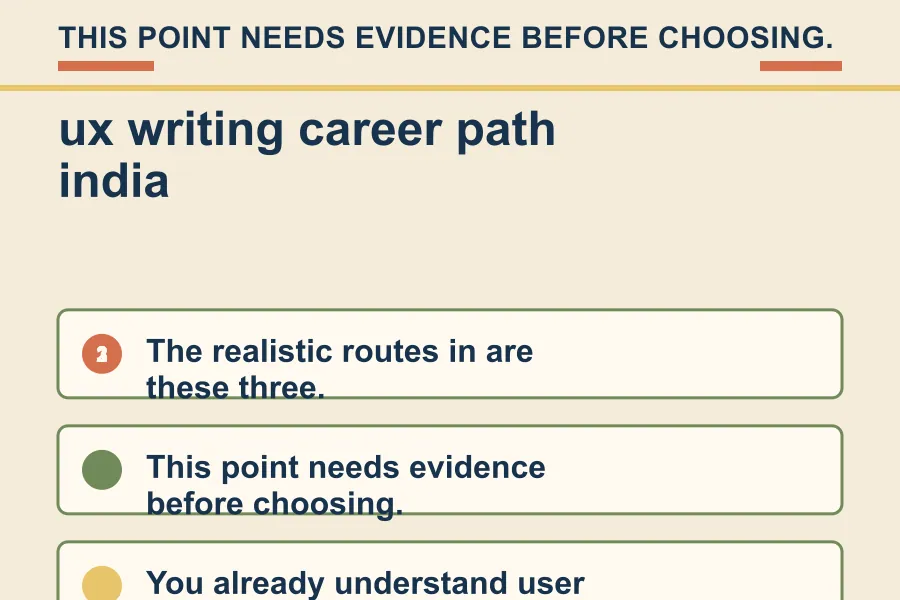 THIS POINT NEEDS EVIDENCE BEFORE CHOOSING.
ux writing career path
india
The realistic routes in are
these three.
This point needs evidence
before choosing.
You already understand user